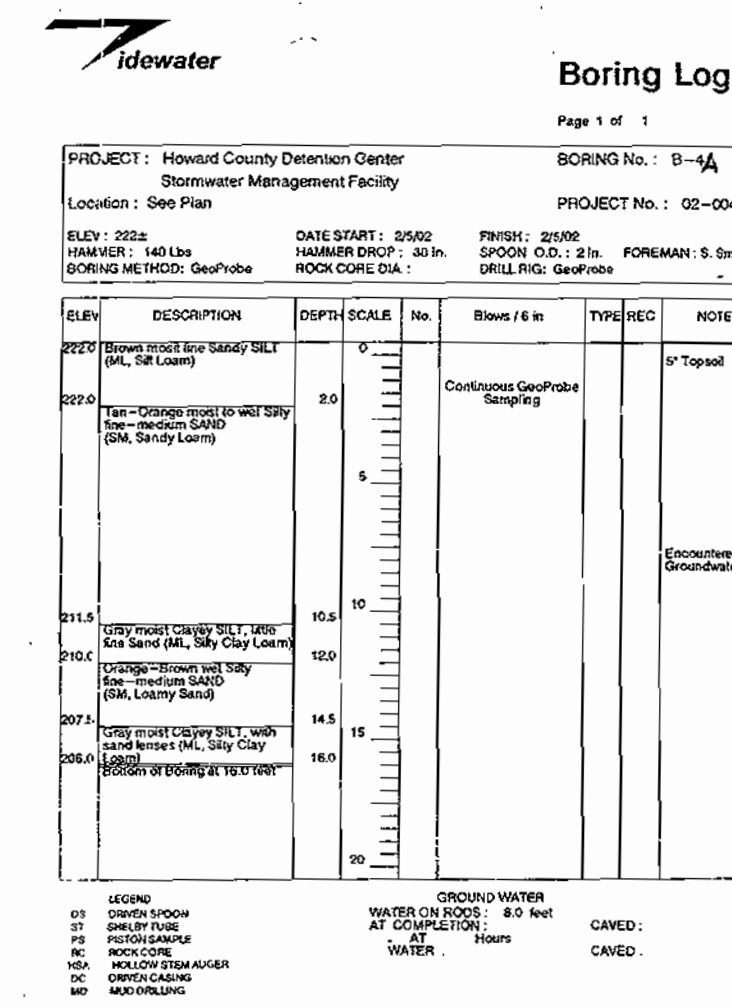 Tidewater
Boring Log
Page 1 of 1
PROJECT: Howard County Detention Center
Stormwater Management Facility
BORING No.: B-4A
Location: See Plan
PROJECT No.: 02-00
ELEV: 222±
DATE START: 2/5/02
FINISH: 2/5/02
HAMMER: 140 Lbs
HAMMER DROP: 30 in.
SPOON O.D.: 2 in.
FOREMAN: S. Sm
BORING METHOD: GeoProbe
ROCK CORE DIA.:
DRILL RIG: GeoProbe
ELEV DESCRIPTION DEPTH SCALE No. Blows / 6 in TYPE REC NOTE
222.0 Brown mosit fine Sandy SILT
(ML, Silt Loam)
0
5" Topsoil
Continuous GeoProbe
Sampling
222.0 2.0
Tan-Orange moist to wet Silty
fine-medium SAND
(SM, Sandy Loam)
5
Encountere
Groundwat
10
211.5 10.5
Gray moist Clayey SILT, little
fine Sand (ML, Silty Clay Loam)
210.0 12.0
Orange-Brown wet Silty
fine-medium SAND
(SM, Loamy Sand)
207.5 14.5
Gray moist Clayey SILT, with
sand lenses (ML, Silty Clay
Loam)
15
206.0 16.0
Bottom of Boring at 16.0 feet
20
LEGEND
DS DRIVEN SPOON
ST SHELBY TUBE
PS PISTON SAMPLE
RC ROCK CORE
HSA HOLLOW STEM AUGER
DC DRIVEN CASING
MD MUD DRILLING
GROUND WATER
WATER ON RODS: 8.0 feet
AT COMPLETION:
CAVED:
AT Hours
WATER.
CAVED.